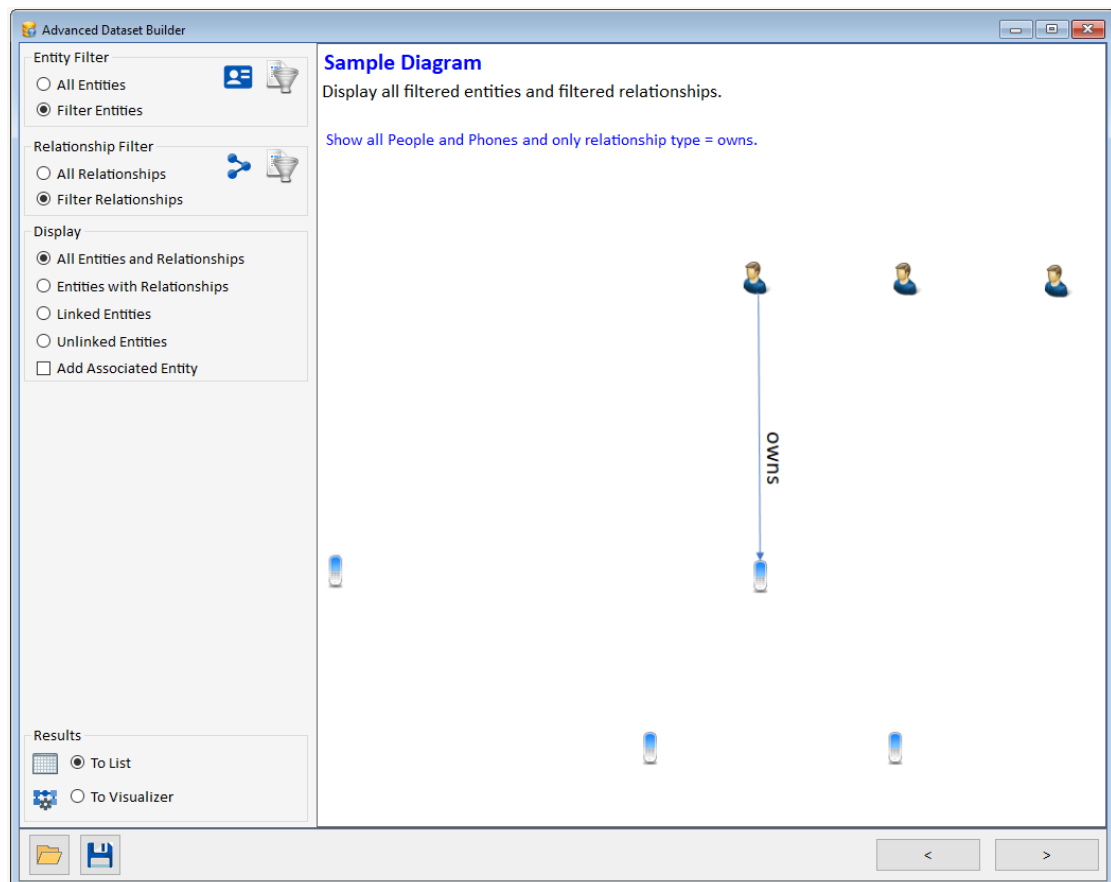 Advanced Dataset Builder
Entity Filter
All Entities
Filter Entities
Relationship Filter
All Relationships
Filter Relationships
Display
All Entities and Relationships
Entities with Relationships
Linked Entities
Unlinked Entities
Add Associated Entity
Results
To List
To Visualizer
Sample Diagram
Display all filtered entities and filtered relationships.
Show all People and Phones and only relationship type = owns.
owns
<
>